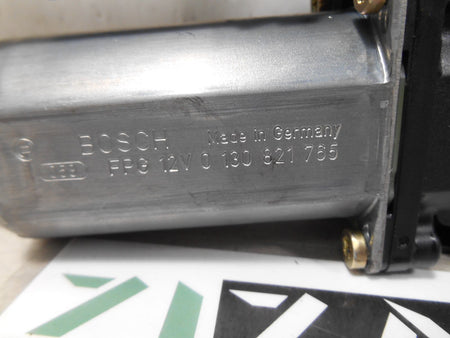 BOSCH Made in Germany
FPG 12V 0 130 821 765